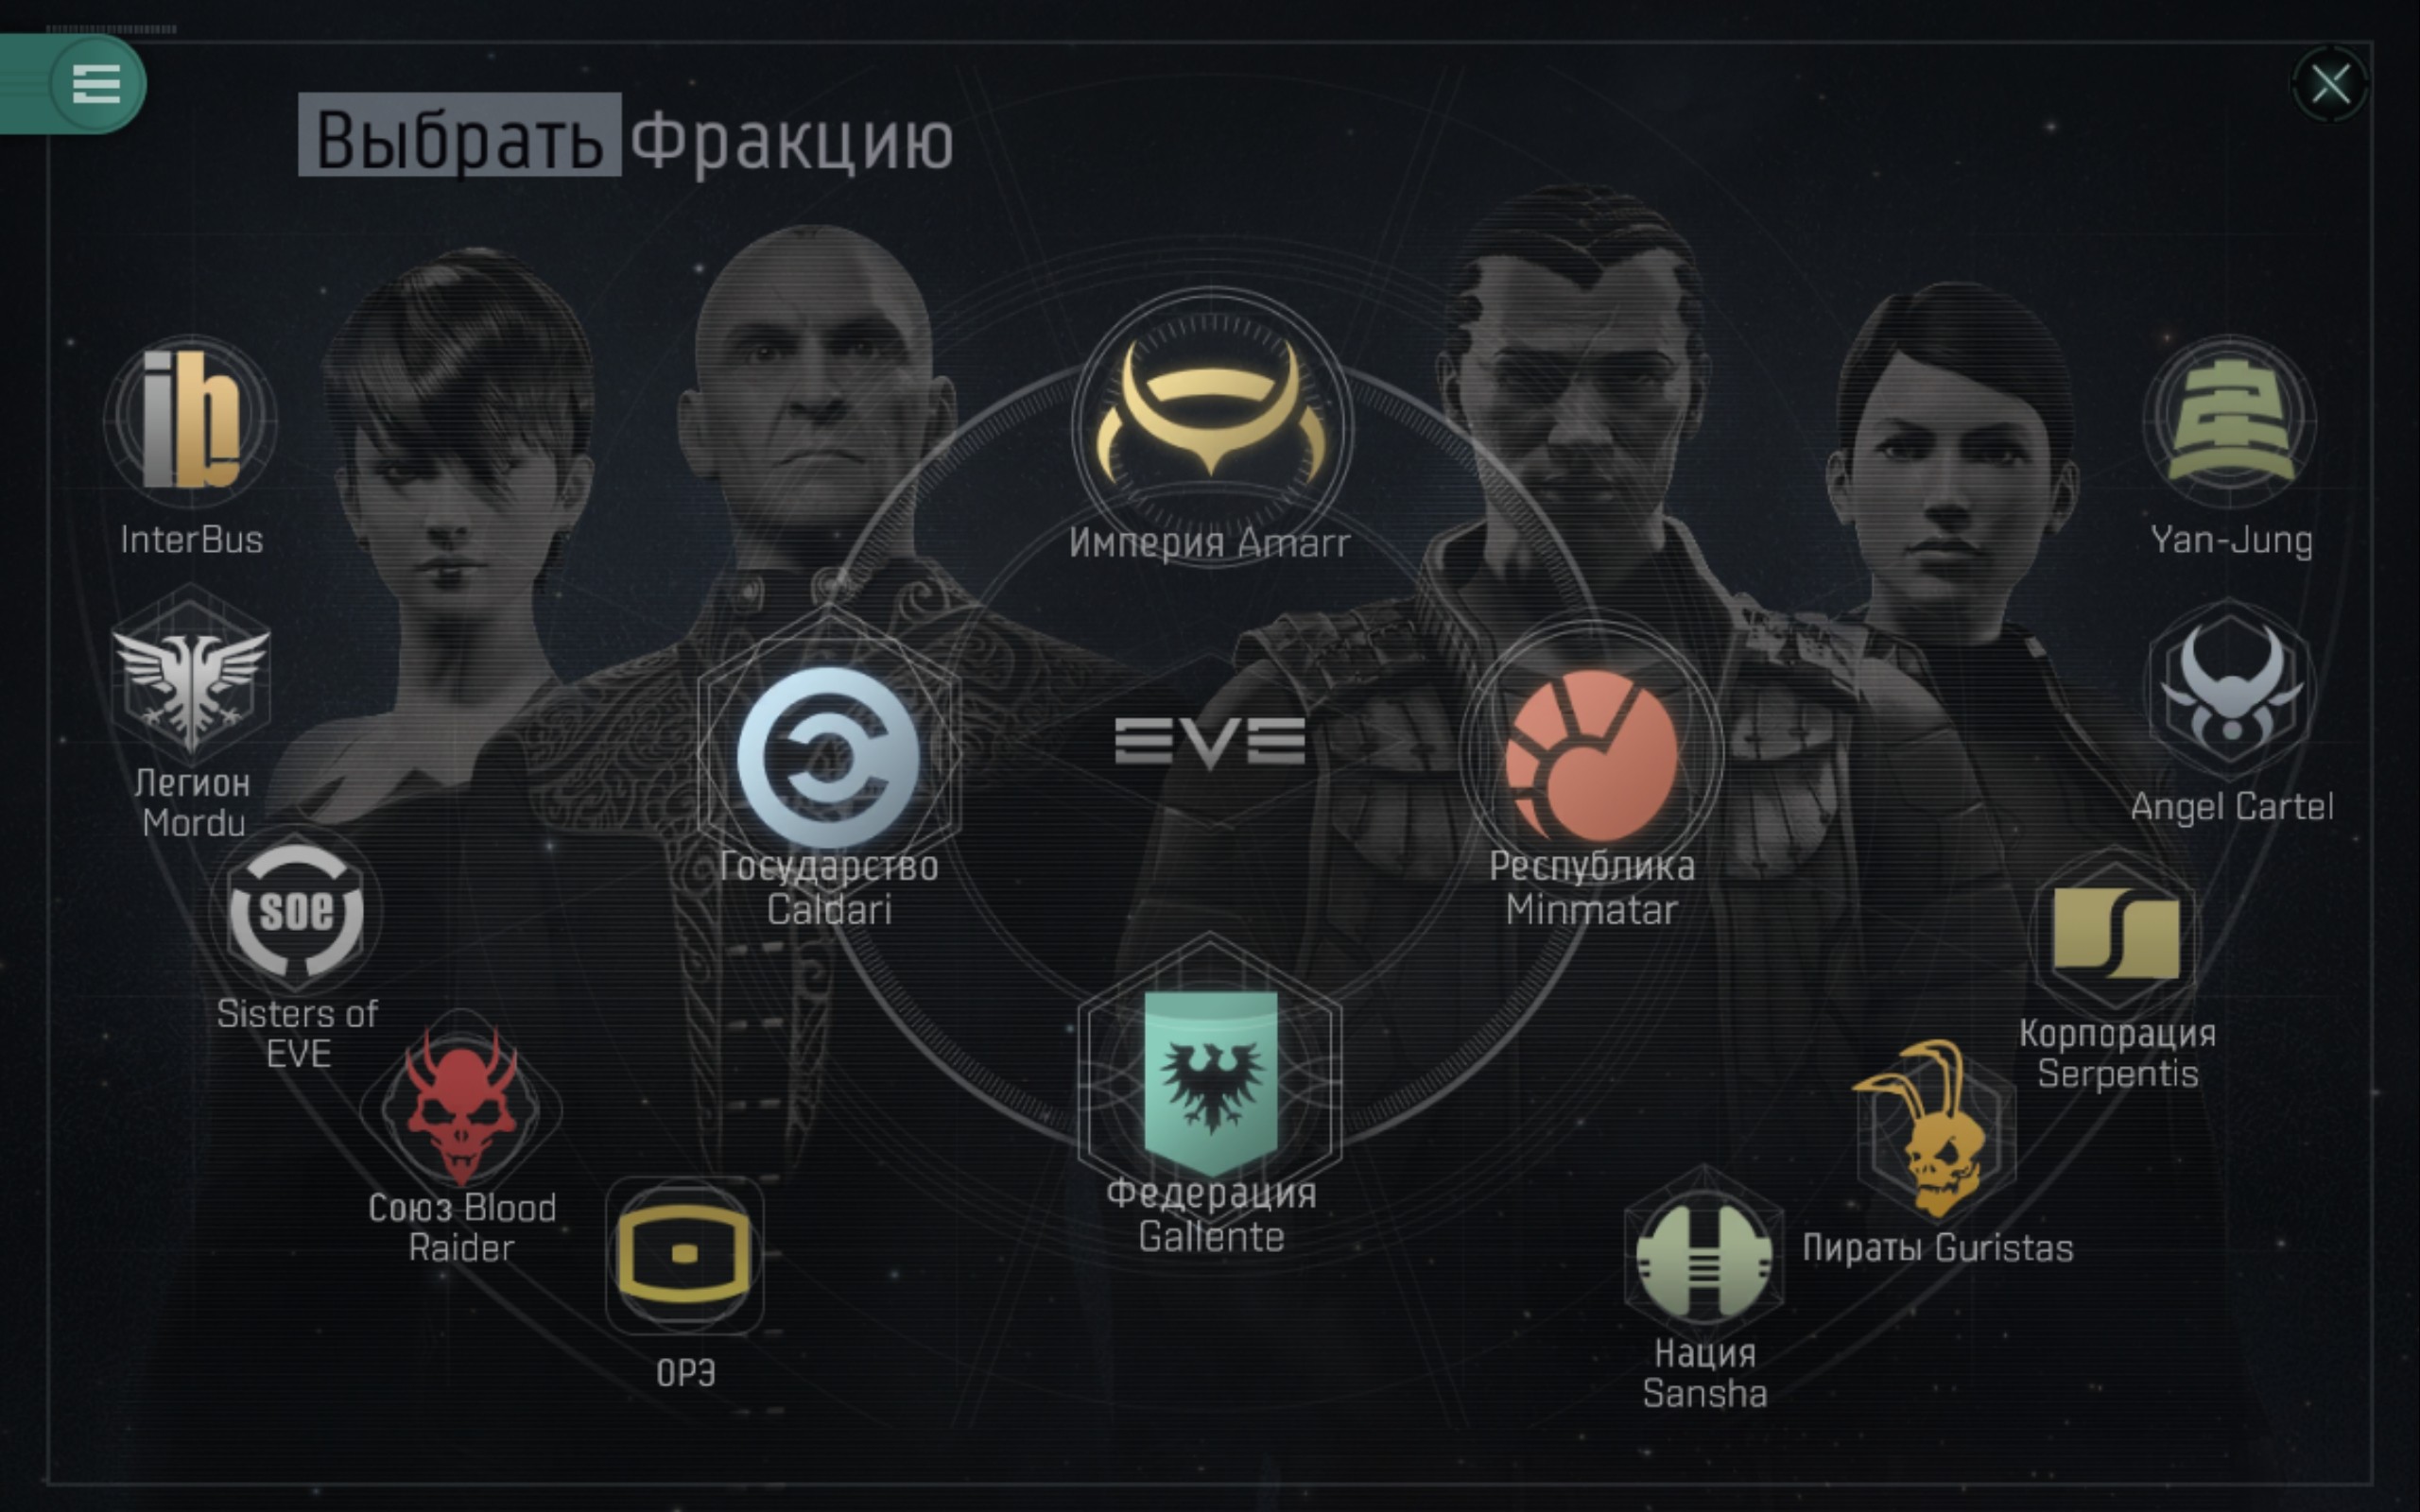 Выбрать Фракцию
InterBus
Империя Amarr
Yan-Jung
Легион
Mordu
EVE
Angel Cartel
soe
Sisters of
EVE
Государство
Caldari
Республика
Minmatar
Корпорация
Serpentis
Союз Blood
Raider
Федерация
Gallente
Пираты Guristas
ОРЭ
Нация
Sansha